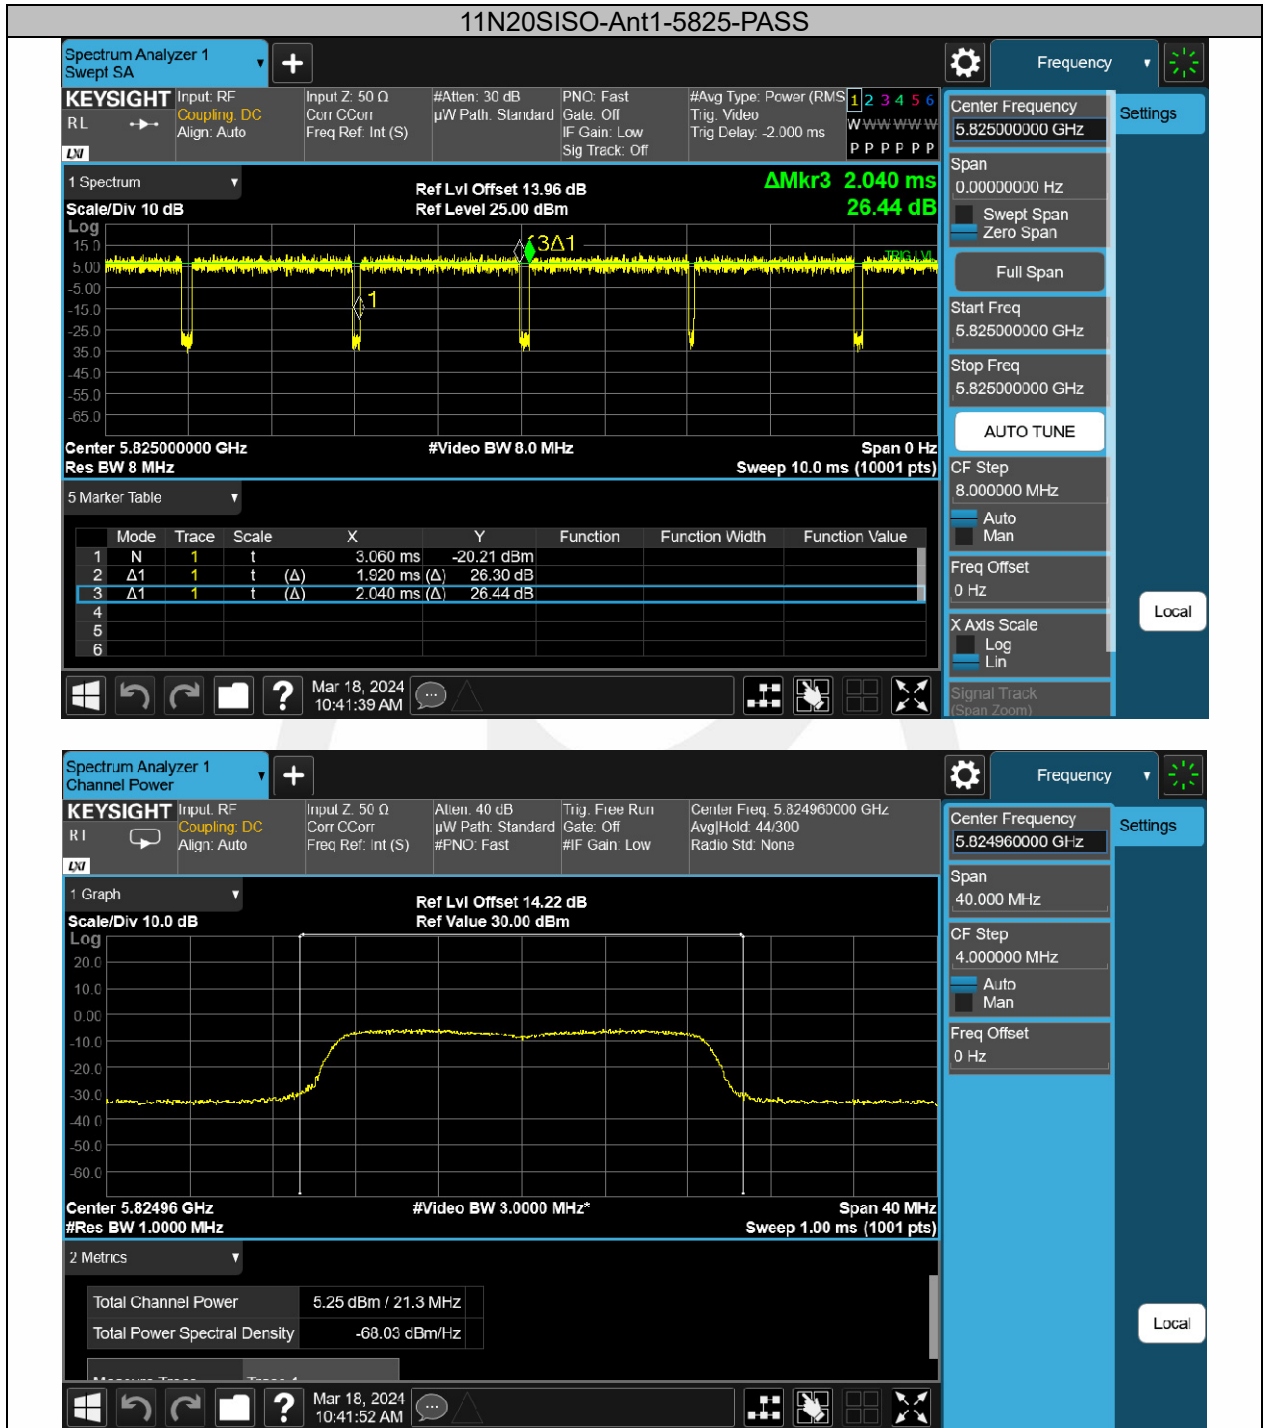 11N20SISO-Ant1-5825-PASS
Spectrum Analyzer 1
Swept SA
Frequency
KEYSIGHT
RL
LXI
Input: RF
Coupling: DC
Align: Auto
Input Z: 50 Ω
Corr CCorr
Freq Ref: Int (S)
#Atten: 30 dB
µW Path: Standard
PNO: Fast
Gate: Off
IF Gain: Low
Sig Track: Off
#Avg Type: Power (RMS
Trig: Video
Trig Delay: -2.000 ms
1 2 3 4 5 6
W W W W W W
P P P P P P
Center Frequency
5.825000000 GHz
Settings
Span
0.00000000 Hz
Swept Span
Zero Span
Full Span
Start Freq
5.825000000 GHz
Stop Freq
5.825000000 GHz
AUTO TUNE
CF Step
8.000000 MHz
Auto
Man
Freq Offset
0 Hz
X Axis Scale
Log
Lin
Signal Track
(Span Zoom)
Local
1 Spectrum
Scale/Div 10 dB
Log
Ref Lvl Offset 13.96 dB
Ref Level 25.00 dBm
ΔMkr3 2.040 ms
26.44 dB
15.0
5.00
-5.00
-15.0
-25.0
-35.0
-45.0
-55.0
-65.0
3Δ1
1
TRIG LVL
Center 5.825000000 GHz
Res BW 8 MHz
#Video BW 8.0 MHz
Span 0 Hz
Sweep 10.0 ms (10001 pts)
5 Marker Table
Mode Trace Scale X Y Function Function Width Function Value
1 N 1 t 3.060 ms -20.21 dBm
2 Δ1 1 t (Δ) 1.920 ms (Δ) 26.30 dB
3 Δ1 1 t (Δ) 2.040 ms (Δ) 26.44 dB
4
5
6
?
Mar 18, 2024
10:41:39 AM
Spectrum Analyzer 1
Channel Power
Frequency
KEYSIGHT
RL
LXI
Input: RF
Coupling: DC
Align: Auto
Input Z: 50 Ω
Corr CCorr
Freq Ref: Int (S)
Atten: 40 dB
µW Path: Standard
#PNO: Fast
Trig: Free Run
Gate: Off
#IF Gain: Low
Center Freq: 5.824960000 GHz
Avg|Hold: 44/300
Radio Std: None
Center Frequency
5.824960000 GHz
Settings
Span
40.000 MHz
CF Step
4.000000 MHz
Auto
Man
Freq Offset
0 Hz
Local
1 Graph
Scale/Div 10.0 dB
Log
Ref Lvl Offset 14.22 dB
Ref Value 30.00 dBm
20.0
10.0
0.00
-10.0
-20.0
-30.0
-40.0
-50.0
-60.0
Center 5.82496 GHz
#Res BW 1.0000 MHz
#Video BW 3.0000 MHz*
Span 40 MHz
Sweep 1.00 ms (1001 pts)
2 Metrics
Total Channel Power 5.25 dBm / 21.3 MHz
Total Power Spectral Density -68.03 dBm/Hz
?
Mar 18, 2024
10:41:52 AM